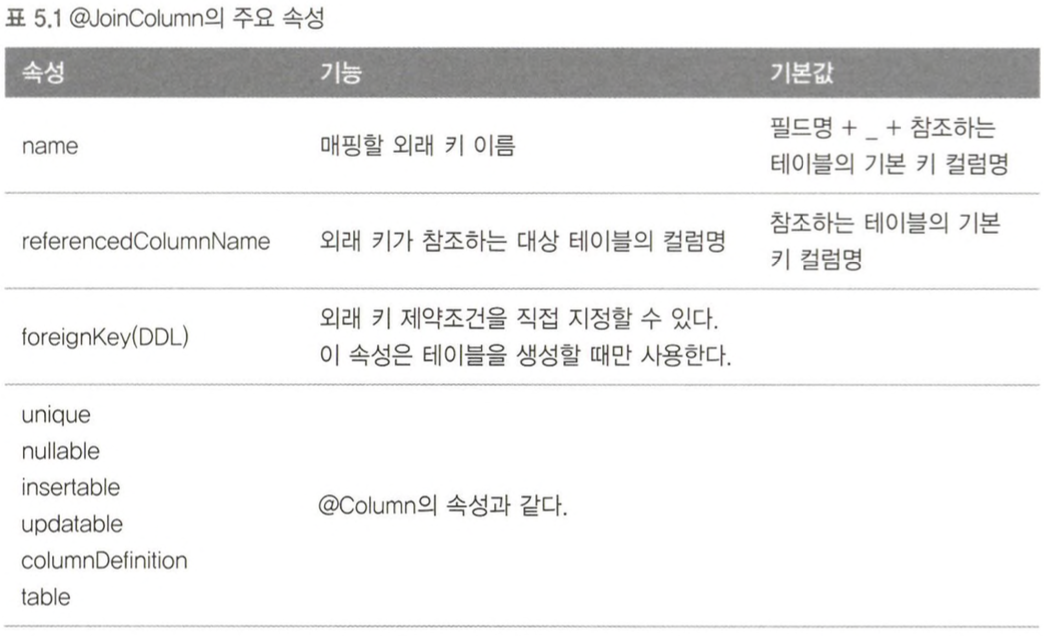 표 5.1 @JoinColumn의 주요 속성
속성 기능 기본값
name 매핑할 외래 키 이름 필드명 + _ + 참조하는
테이블의 기본 키 컬럼명
referencedColumnName 외래 키가 참조하는 대상 테이블의 컬럼명 참조하는 테이블의 기본
키 컬럼명
foreignKey(DDL) 외래 키 제약조건을 직접 지정할 수 있다.
이 속성은 테이블을 생성할 때만 사용한다.
unique
nullable
insertable
updatable
columnDefinition
table
@Column의 속성과 같다.